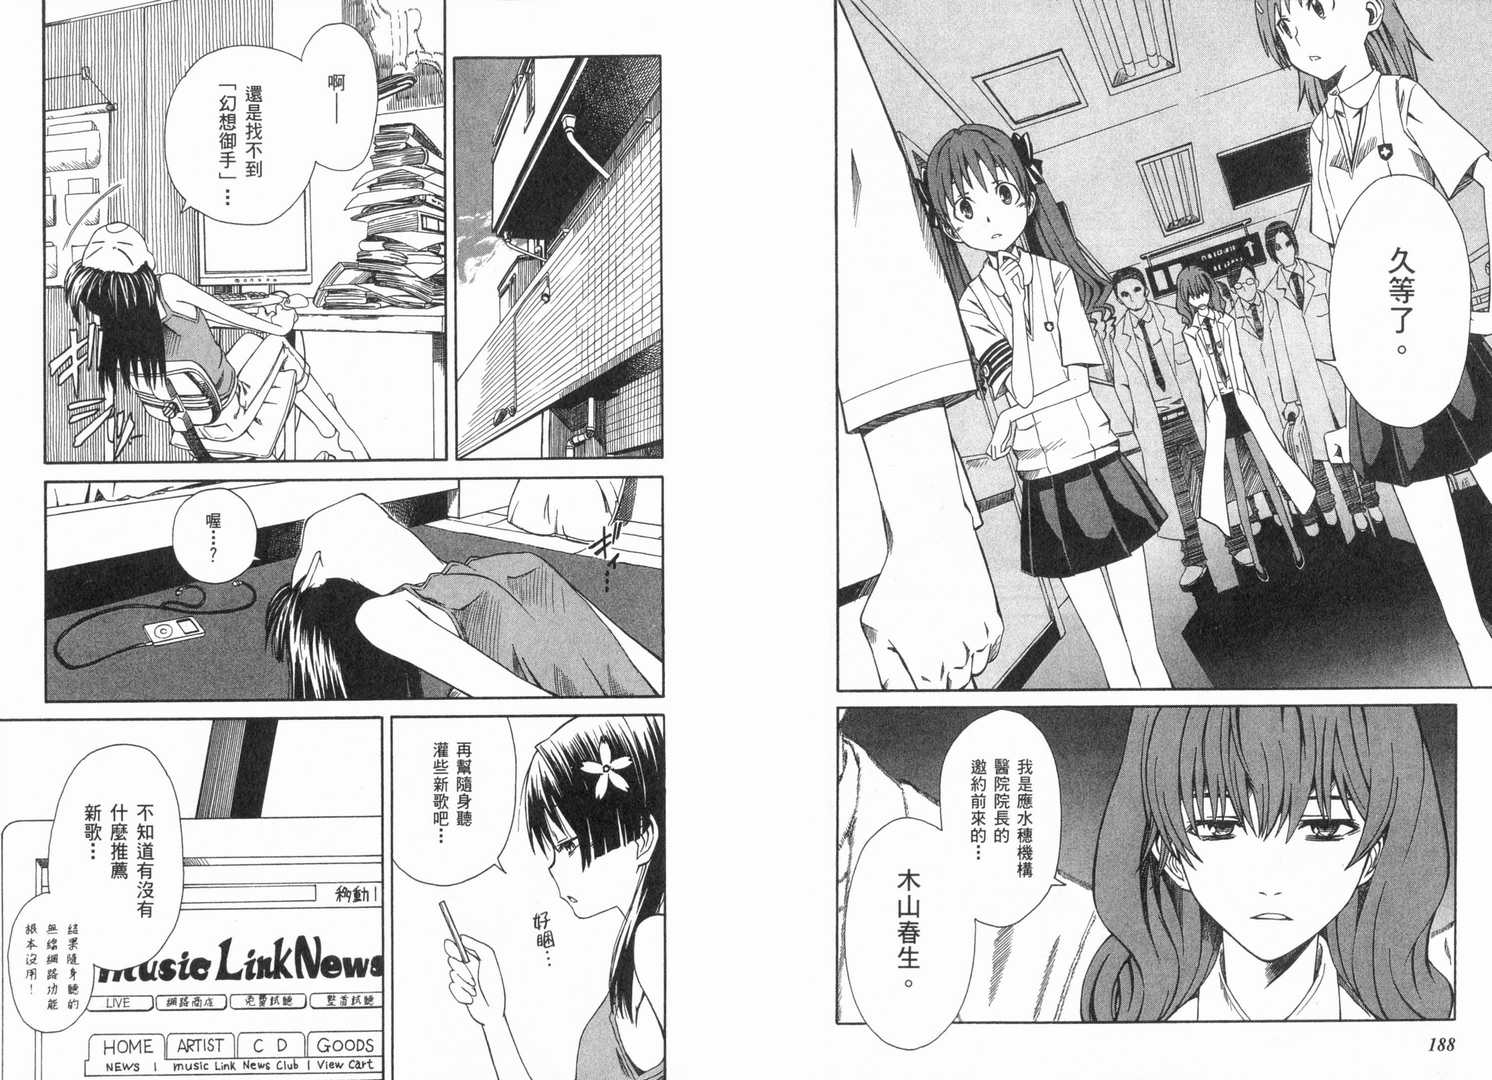 久等了。
我是應水穗機構
醫院院長的
邀約前來的…
木山春生。
188
啊——
還是找不到
「幻想御手」…
喔…?
再幫隨身聽
灌些新歌吧…
好睏…
不知道有沒有
什麼推薦
新歌…
結果隨身聽的
無線網路功能
根本沒用!
移動
music Link News
LIVE
網路商店
免費試聽
整首試聽
HOME
ARTIST
C D
GOODS
NEWS | music Link News Club | View Cart